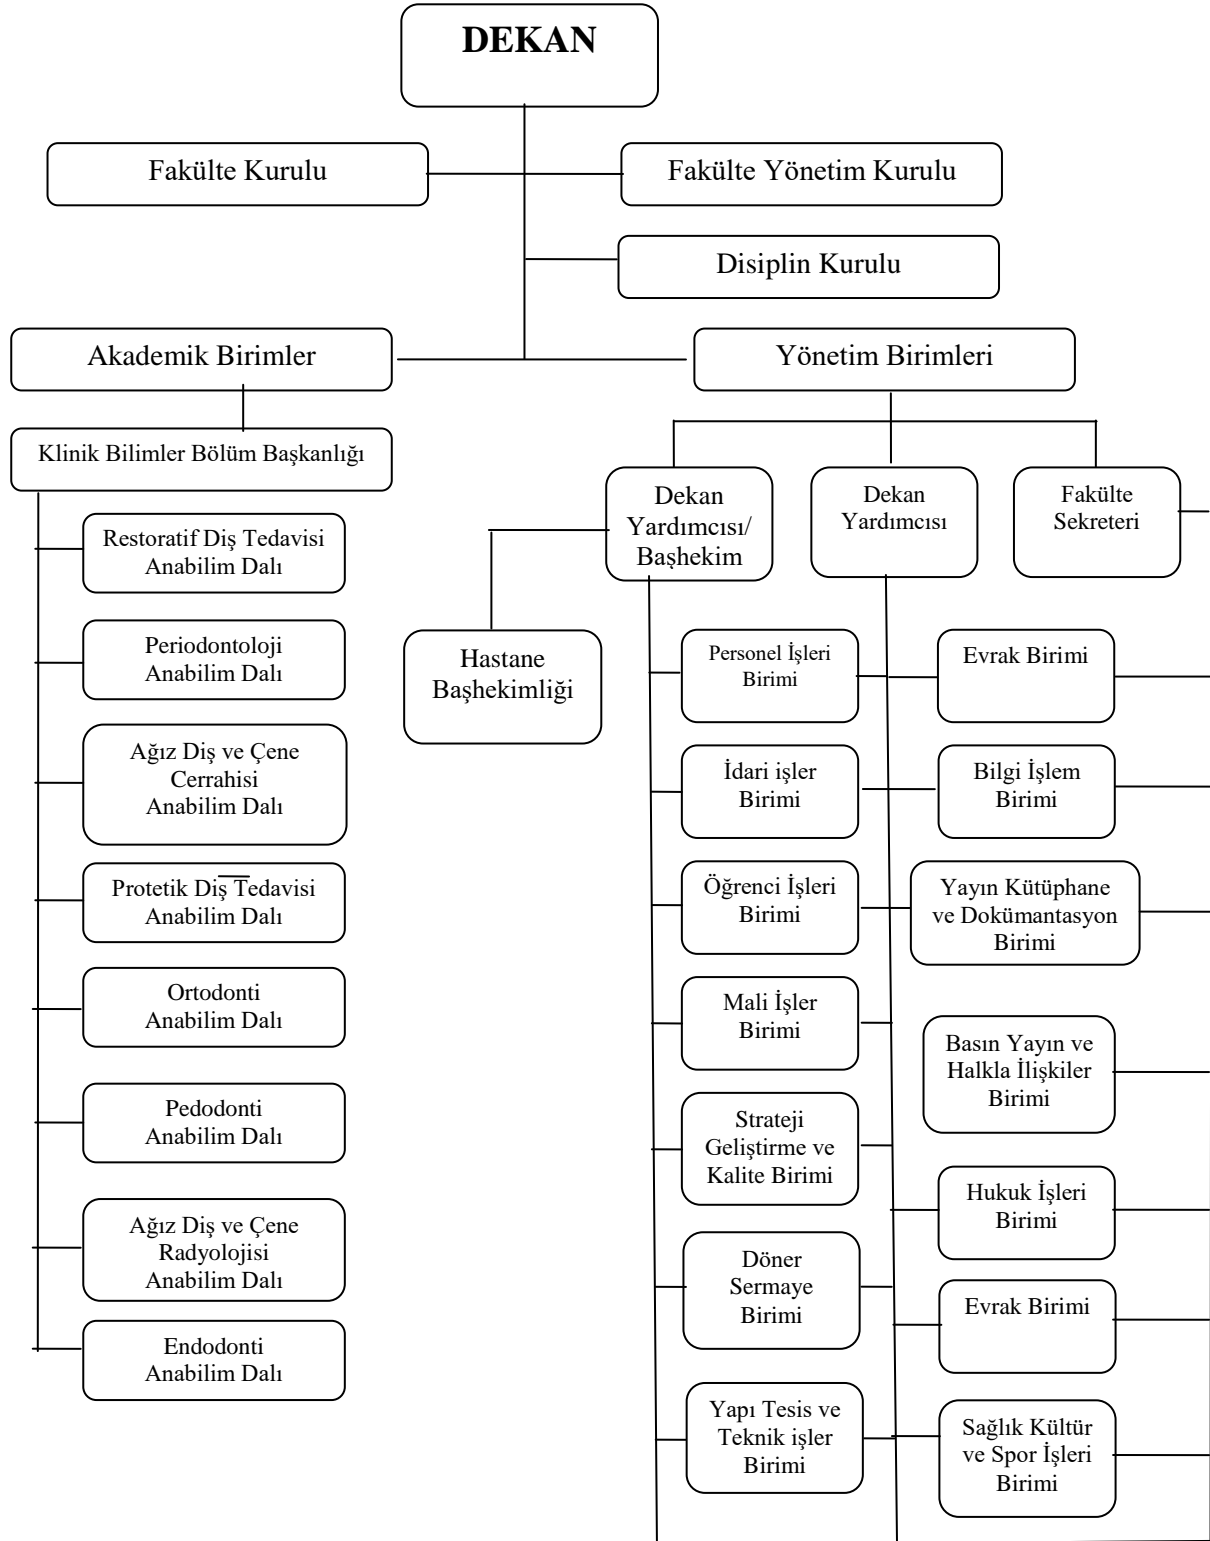 DEKAN
Fakülte Kurulu
Fakülte Yönetim Kurulu
Disiplin Kurulu
Akademik Birimler
Yönetim Birimleri
Klinik Bilimler Bölüm Başkanlığı
Restoratif Diş Tedavisi
Anabilim Dalı
Periodontoloji
Anabilim Dalı
Ağız Diş ve Çene
Cerrahisi
Anabilim Dalı
Protetik Diş Tedavisi
Anabilim Dalı
Ortodonti
Anabilim Dalı
Pedodonti
Anabilim Dalı
Ağız Diş ve Çene
Radyolojisi
Anabilim Dalı
Endodonti
Anabilim Dalı
Dekan
Yardımcısı/
Başhekim
Dekan
Yardımcısı
Fakülte
Sekreteri
Hastane
Başhekimliği
Personel İşleri
Birimi
İdari işler
Birimi
Öğrenci İşleri
Birimi
Mali İşler
Birimi
Strateji
Geliştirme ve
Kalite Birimi
Döner
Sermaye
Birimi
Yapı Tesis ve
Teknik işler
Birimi
Evrak Birimi
Bilgi İşlem
Birimi
Yayın Kütüphane
ve Dokümantasyon
Birimi
Basın Yayın ve
Halkla İlişkiler
Birimi
Hukuk İşleri
Birimi
Evrak Birimi
Sağlık Kültür
ve Spor İşleri
Birimi